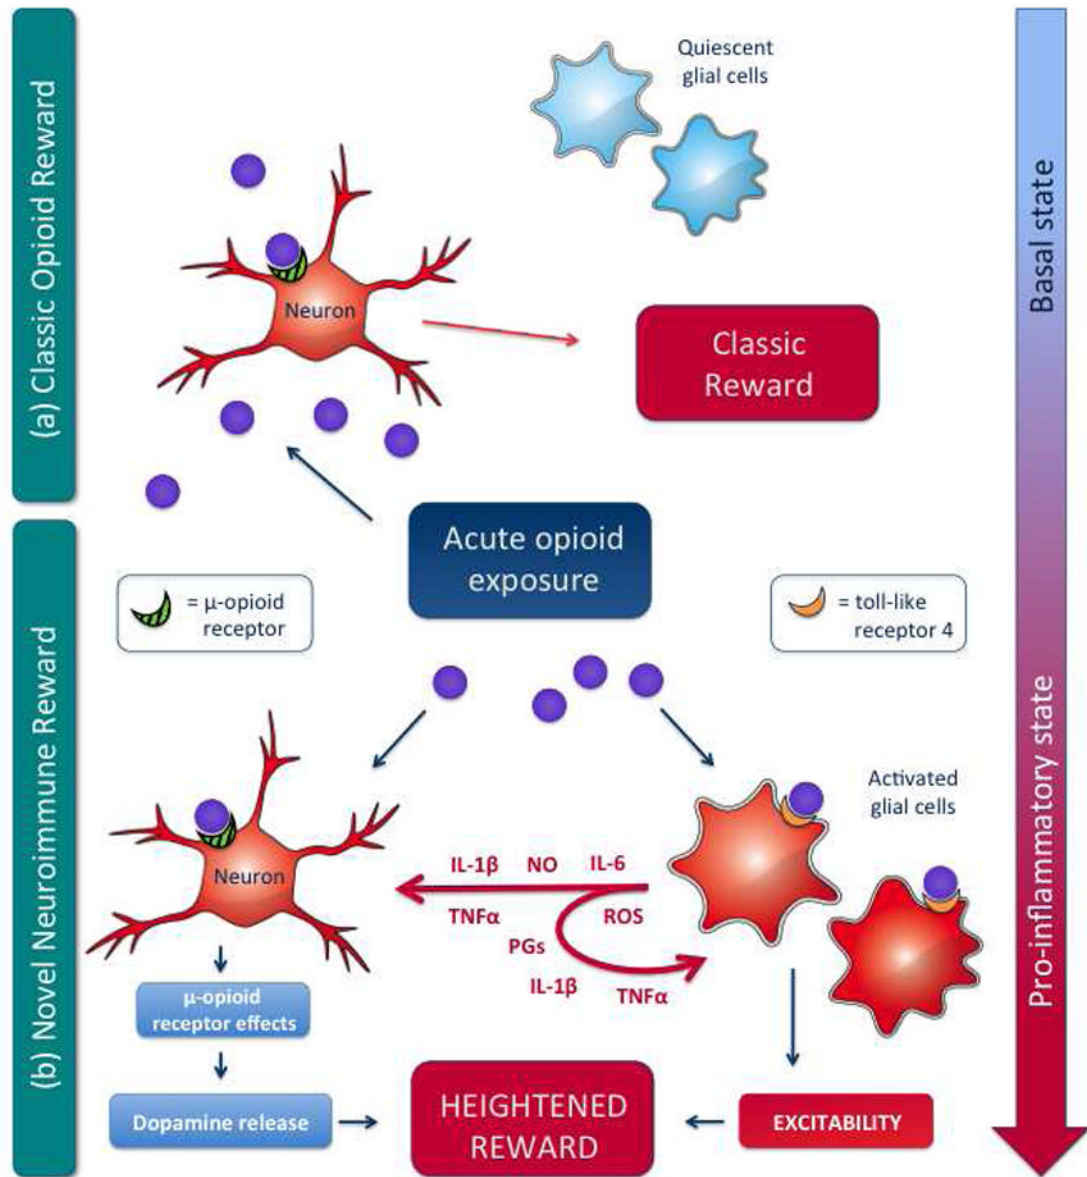 (a) Classic Opioid Reward
Quiescent
glial cells
Basal state
Neuron
Classic
Reward
Acute opioid
exposure
= μ-opioid
receptor
= toll-like
receptor 4
(b) Novel Neuroimmune Reward
Pro-inflammatory state
Activated
glial cells
Neuron
IL-1β NO IL-6
TNFα ROS
PGs
IL-1β TNFα
μ-opioid
receptor effects
Dopamine release
HEIGHTENED
REWARD
EXCITABILITY